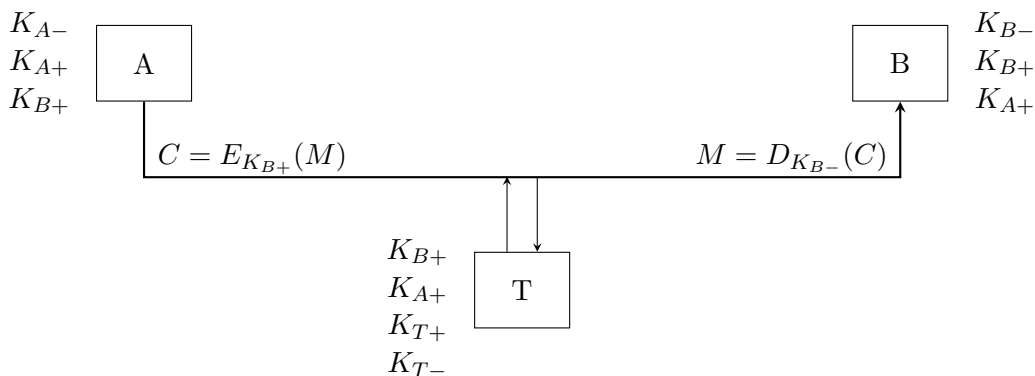 K_{A-}
K_{A+}
K_{B+}
A
B
K_{B-}
K_{B+}
K_{A+}
C = E_{K_{B+}}(M)
M = D_{K_{B-}}(C)
K_{B+}
K_{A+}
K_{T+}
K_{T-}
T